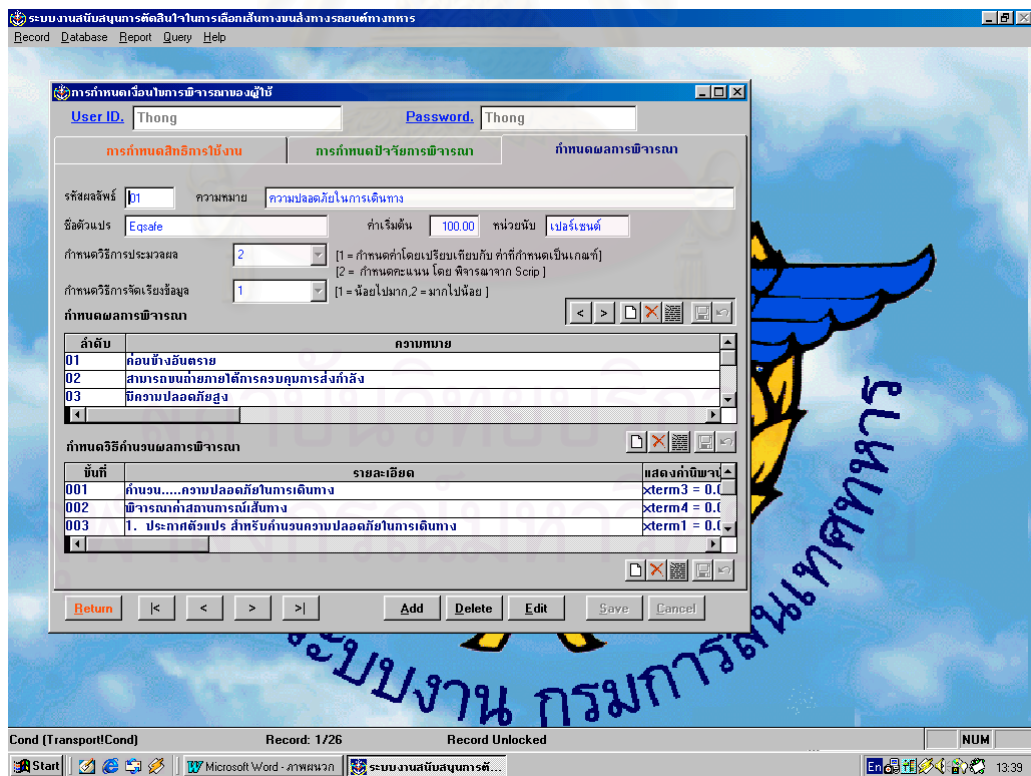 ระบบงานสนับสนุนการตัดสินใจในการเลือกเส้นทางขนส่งทางรถยนต์ทางทหาร
Record Database Report Query Help
การกำหนดเงื่อนไขการพิจารณาของผู้ใช้
User ID. Thong Password. Thong
การกำหนดสิทธิการใช้งาน การกำหนดปัจจัยการพิจารณา กำหนดผลการพิจารณา
รหัสผลลัพธ์ 01 ความหมาย ความปลอดภัยในการเดินทาง
ชื่อตัวแปร Eqsafe ค่าเริ่มต้น 100.00 หน่วยนับ เปอร์เซนต์
กำหนดวิธีการประมวลผล 2 [1 = กำหนดค่าโดยเปรียบเทียบกับ ค่าที่กำหนดเป็นเกณฑ์]
[2 = กำหนดคะแนน โดย พิจารณาจาก Scrip ]
กำหนดวิธีการจัดเรียงข้อมูล 1 [1 = น้อยไปมาก,2 = มากไปน้อย ]
กำหนดผลการพิจารณา < >
ลำดับ ความหมาย
01 ค่อนข้างอันตราย
02 สามารถขนถ่ายภายใต้การควบคุมการส่งกำลัง
03 มีความปลอดภัยสูง
กำหนดวิธีคำนวนผลการพิจารณา
ขั้นที่ รายละเอียด แสดงค่านิพจน์
001 คำนวน.....ความปลอดภัยในการเดินทาง xterm3 = 0.0
002 พิจารณาค่าสถานการณ์เส้นทาง xterm4 = 0.0
003 1. ประกาศตัวแปร สำหรับคำนวนความปลอดภัยในการเดินทาง xterm1 = 0.0
Return |< < > >| Add Delete Edit Save Cancel
ระบบงาน กรมการสนเทศทหาร
Cond (Transport!Cond) Record: 1/26 Record Unlocked NUM
Start Microsoft Word - ภาคผนวก ระบบงานสนับสนุนการตั... En 13:39